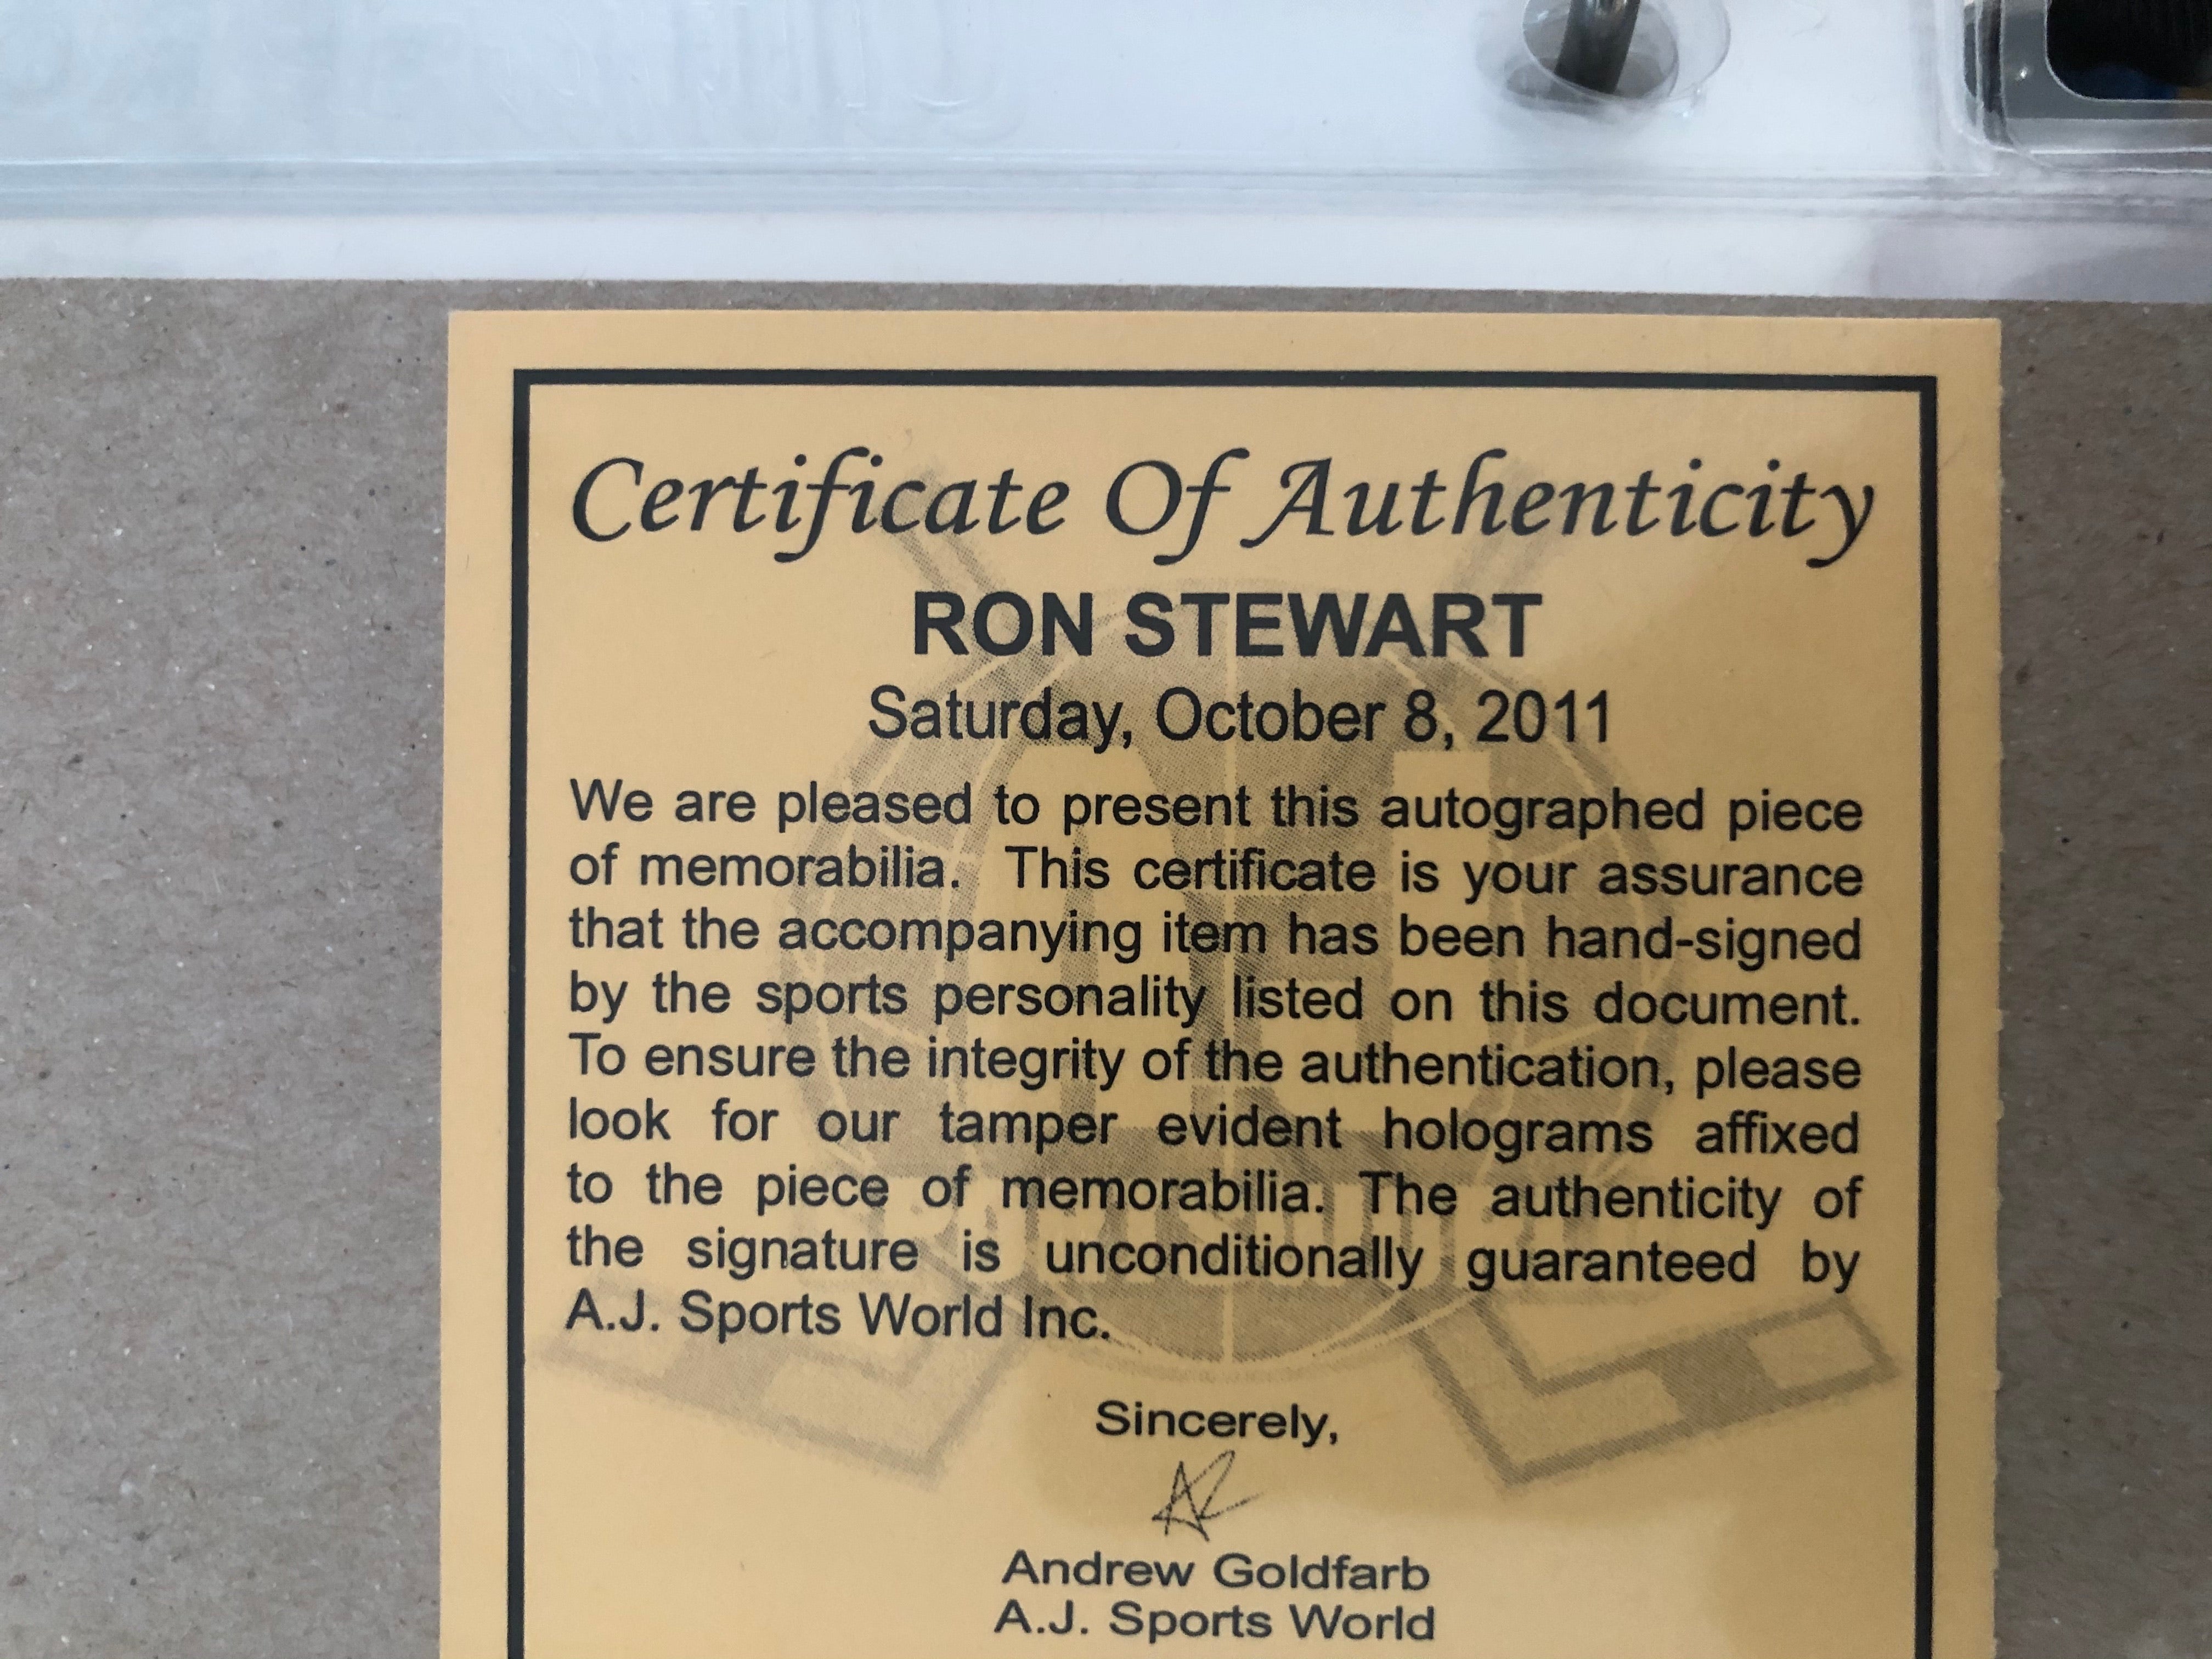 Certificate Of Authenticity
RON STEWART
Saturday, October 8, 2011
We are pleased to present this autographed piece
of memorabilia. This certificate is your assurance
that the accompanying item has been hand-signed
by the sports personality listed on this document.
To ensure the integrity of the authentication, please
look for our tamper evident holograms affixed
to the piece of memorabilia. The authenticity of
the signature is unconditionally guaranteed by
A.J. Sports World Inc.
Sincerely,
Andrew Goldfarb
A.J. Sports World